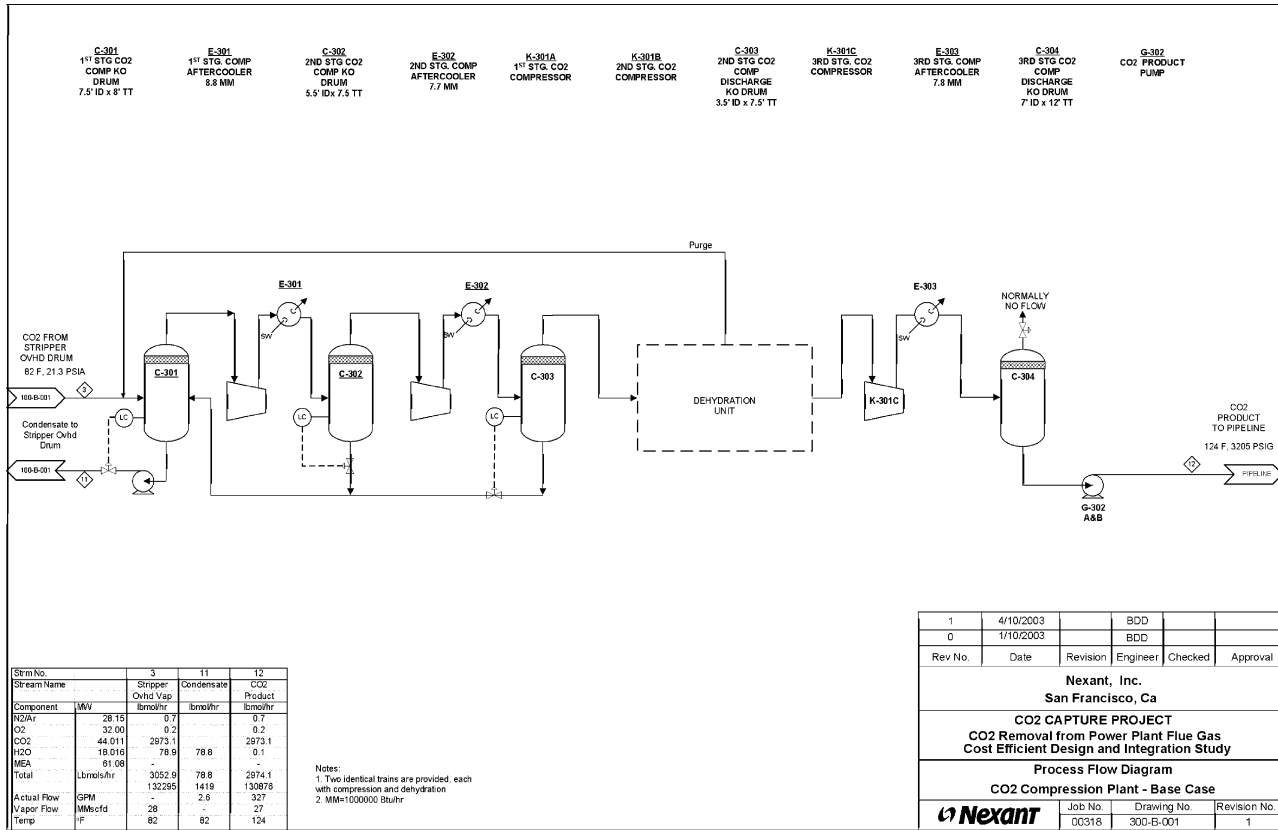 C-301
1ST STG CO2
COMP KO
DRUM
7.5' ID x 8' TT
E-301
1ST STG. COMP
AFTERCOOLER
8.8 MM
C-302
2ND STG CO2
COMP KO
DRUM
5.5' IDx 7.5 TT
E-302
2ND STG. COMP
AFTERCOOLER
7.7 MM
K-301A
1ST STG. CO2
COMPRESSOR
K-301B
2ND STG. CO2
COMPRESSOR
C-303
2ND STG CO2
COMP
DISCHARGE
KO DRUM
3.5' ID x 7.5' TT
K-301C
3RD STG. CO2
COMPRESSOR
E-303
3RD STG. COMP
AFTERCOOLER
7.8 MM
C-304
3RD STG CO2
COMP
DISCHARGE
KO DRUM
7' ID x 12' TT
G-302
CO2 PRODUCT
PUMP
Purge
E-301
E-302
E-303
NORMALLY
NO FLOW
SW
SW
SW
CO2 FROM
STRIPPER
OVHD DRUM
82 F, 21.3 PSIA
C-301
C-302
C-303
C-304
100-B-001
3
LC
LC
LC
DEHYDRATION
UNIT
K-301C
Condensate to
Stripper Ovhd
Drum
100-B-001
11
CO2
PRODUCT
TO PIPELINE
124 F, 3205 PSIG
12
PIPELINE
G-302
A&B
Strm No. 3 11 12
Stream Name Stripper Condensate CO2
Ovhd Vap Product
Component MW lbmol/hr lbmol/hr lbmol/hr
N2/Ar 28.15 0.7 0.7
O2 32.00 0.2 0.2
CO2 44.011 2973.1 2973.1
H2O 18.016 78.9 78.8 0.1
MEA 61.08 - -
Total Lbmols/hr 3052.9 78.8 2974.1
132295 1419 130876
Actual Flow GPM - 2.6 327
Vapor Flow MMscfd 28 - 27
Temp °F 82 82 124
Notes:
1. Two identical trains are provided, each
with compression and dehydration
2. MM=1000000 Btu/hr
1 4/10/2003 BDD
0 1/10/2003 BDD
Rev No. Date Revision Engineer Checked Approval
Nexant, Inc.
San Francisco, Ca
CO2 CAPTURE PROJECT
CO2 Removal from Power Plant Flue Gas
Cost Efficient Design and Integration Study
Process Flow Diagram
CO2 Compression Plant - Base Case
Nexant
Job No. Drawing No. Revision No.
00318 300-B-001 1